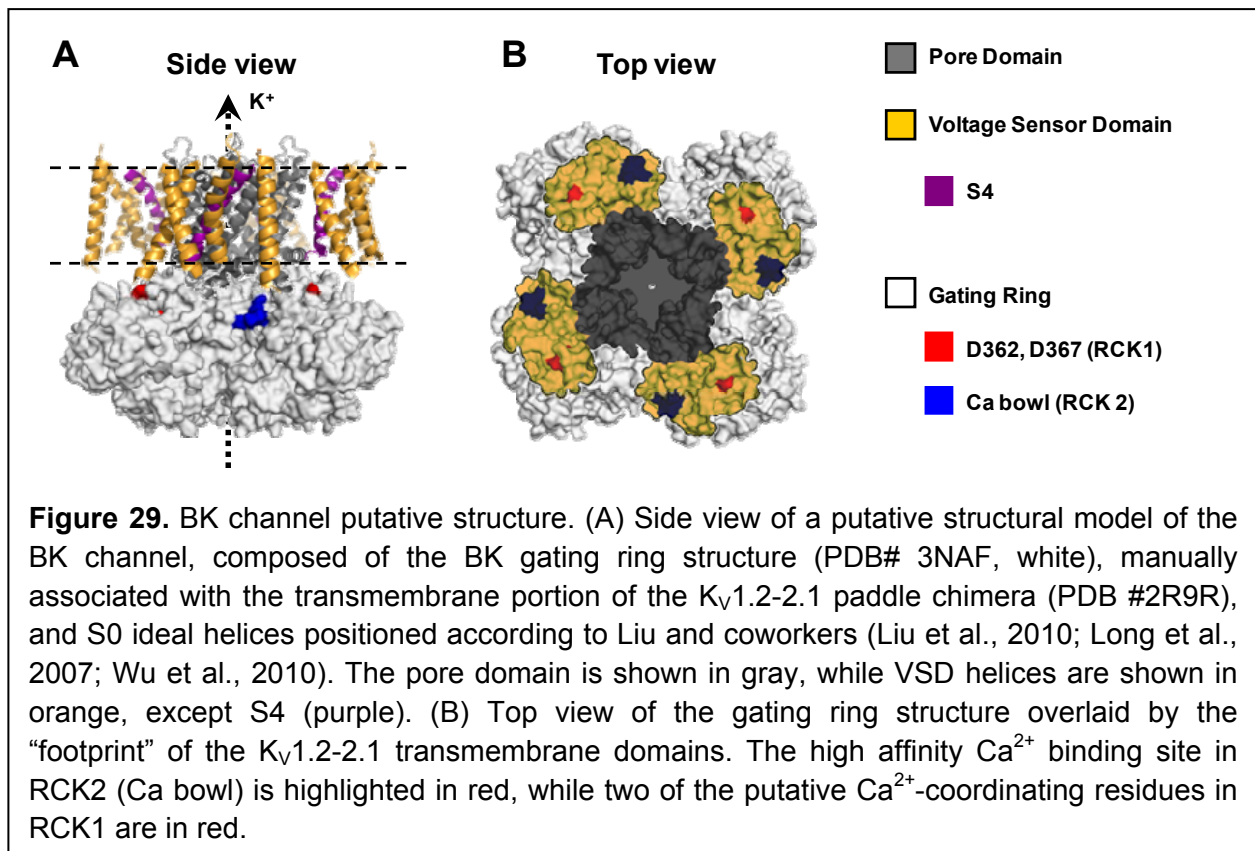 A
Side view
K+
B
Top view
Pore Domain
Voltage Sensor Domain
S4
Gating Ring
D362, D367 (RCK1)
Ca bowl (RCK 2)
Figure 29. BK channel putative structure. (A) Side view of a putative structural model of the
BK channel, composed of the BK gating ring structure (PDB# 3NAF, white), manually
associated with the transmembrane portion of the KV1.2-2.1 paddle chimera (PDB #2R9R),
and S0 ideal helices positioned according to Liu and coworkers (Liu et al., 2010; Long et al.,
2007; Wu et al., 2010). The pore domain is shown in gray, while VSD helices are shown in
orange, except S4 (purple). (B) Top view of the gating ring structure overlaid by the
“footprint” of the KV1.2-2.1 transmembrane domains. The high affinity Ca2+ binding site in
RCK2 (Ca bowl) is highlighted in red, while two of the putative Ca2+-coordinating residues in
RCK1 are in red.